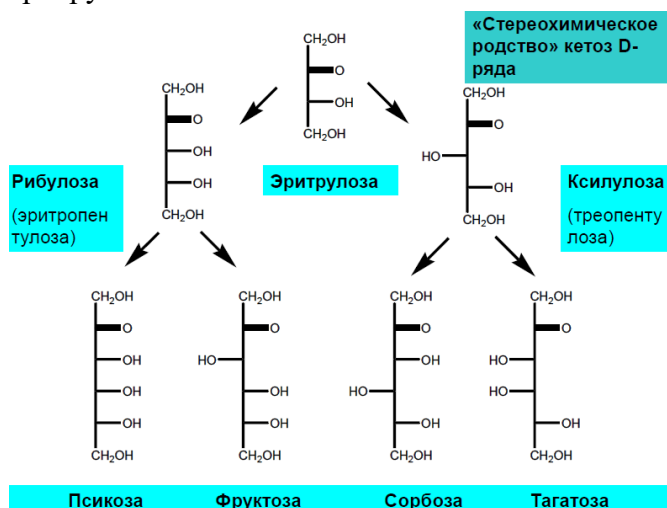 «Стереохимическое
родство» кетоз D-
ряда
CH2OH
O
OH
CH2OH
CH2OH
O
OH
OH
CH2OH
CH2OH
O
HO
OH
CH2OH
Рибулоза
(эритропен
тулоза)
Эритрулоза
Ксилулоза
(треопенту
лоза)
CH2OH
O
OH
OH
OH
CH2OH
CH2OH
O
HO
OH
OH
CH2OH
CH2OH
O
OH
HO
OH
CH2OH
CH2OH
O
HO
HO
OH
CH2OH
Псикоза Фруктоза Сорбоза Тагатоза